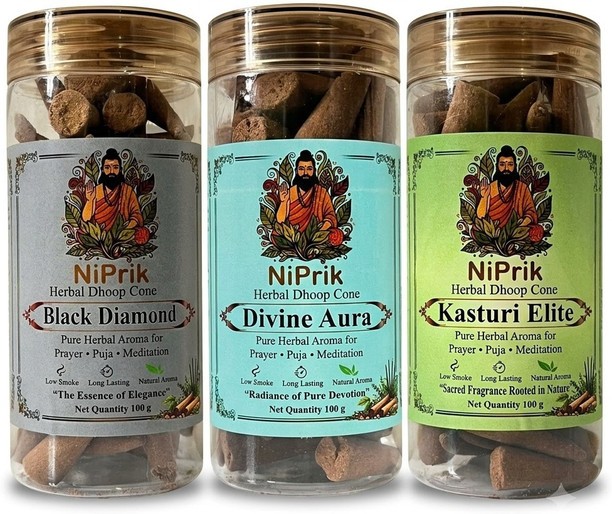 NiPrik
Herbal Dhoop Cone
Black Diamond
Pure Herbal Aroma for
Prayer • Puja • Meditation
Low Smoke Long Lasting Natural Aroma
“The Essence of Elegance”
Net Quantity 100 g
NiPrik
Herbal Dhoop Cone
Divine Aura
Pure Herbal Aroma for
Prayer • Puja • Meditation
Low Smoke Long Lasting Natural Aroma
“Radiance of Pure Devotion”
Net Quantity 100 g
NiPrik
Herbal Dhoop Cone
Kasturi Elite
Pure Herbal Aroma for
Prayer • Puja • Meditation
Low Smoke Long Lasting Natural Aroma
“Sacred Fragrance Rooted in Nature”
Net Quantity 100 g